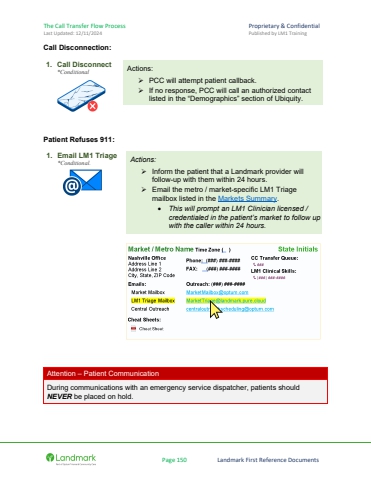 The Call Transfer Flow Process
Proprietary & Confidential
Last Updated: 12/11/2024
Published by LM1 Training
Call Disconnection:
1. Call Disconnect
*Conditional
Actions:
➢ PCC will attempt patient callback.
➢ If no response, PCC will call an authorized contact
listed in the "Demographics" section of Ubiquity.
Patient Refuses 911:
1. Email LM1 Triage
*Conditional
Actions:
➢ Inform the patient that a Landmark provider will
follow-up with them within 24 hours.
➢ Email the metro / market-specific LM1 Triage
mailbox listed in the Markets Summary.
• This will prompt an LM1 Clinician licensed /
credentialed in the patient's market to follow up
with the caller within 24 hours.
Market / Metro Name Time Zone (_ )
State Initials
Nashville Office
Address Line 1
Address Line 2
City, State, ZIP Code
Phone: (###) ###-####
FAX: (###) ###-####
CC Transfer Queue:
LM1 Clinical Skills:
Emails:
Outreach: (###) ###-####
Market Mailbox
MarketMailbox@optum.com
LM1 Triage Mailbox
Central Outreach
Cheat Sheets:
Cheat Sheet
Attention – Patient Communication
During communications with an emergency service dispatcher, patients should
NEVER be placed on hold.
Landmark
Page 150
Landmark First Reference Documents